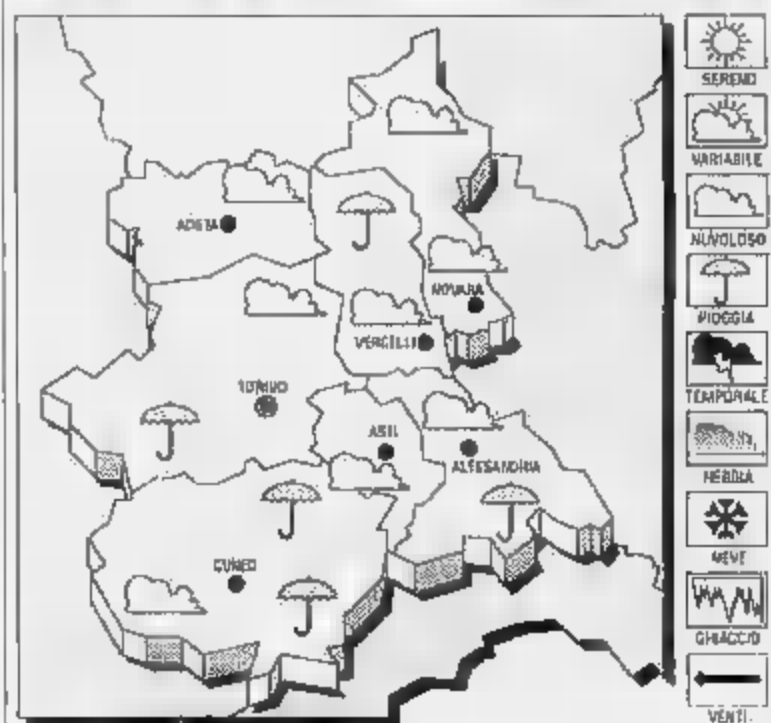 AOSTA
NOVARA
VERCELLI
TORINO
ASTI
ALESSANDRIA
CUNEO
SERENO
VARIABILE
NUVOLOSO
PIOGGIA
TEMPORALE
NEBBIA
NEVE
GHIACCIO
VENTI